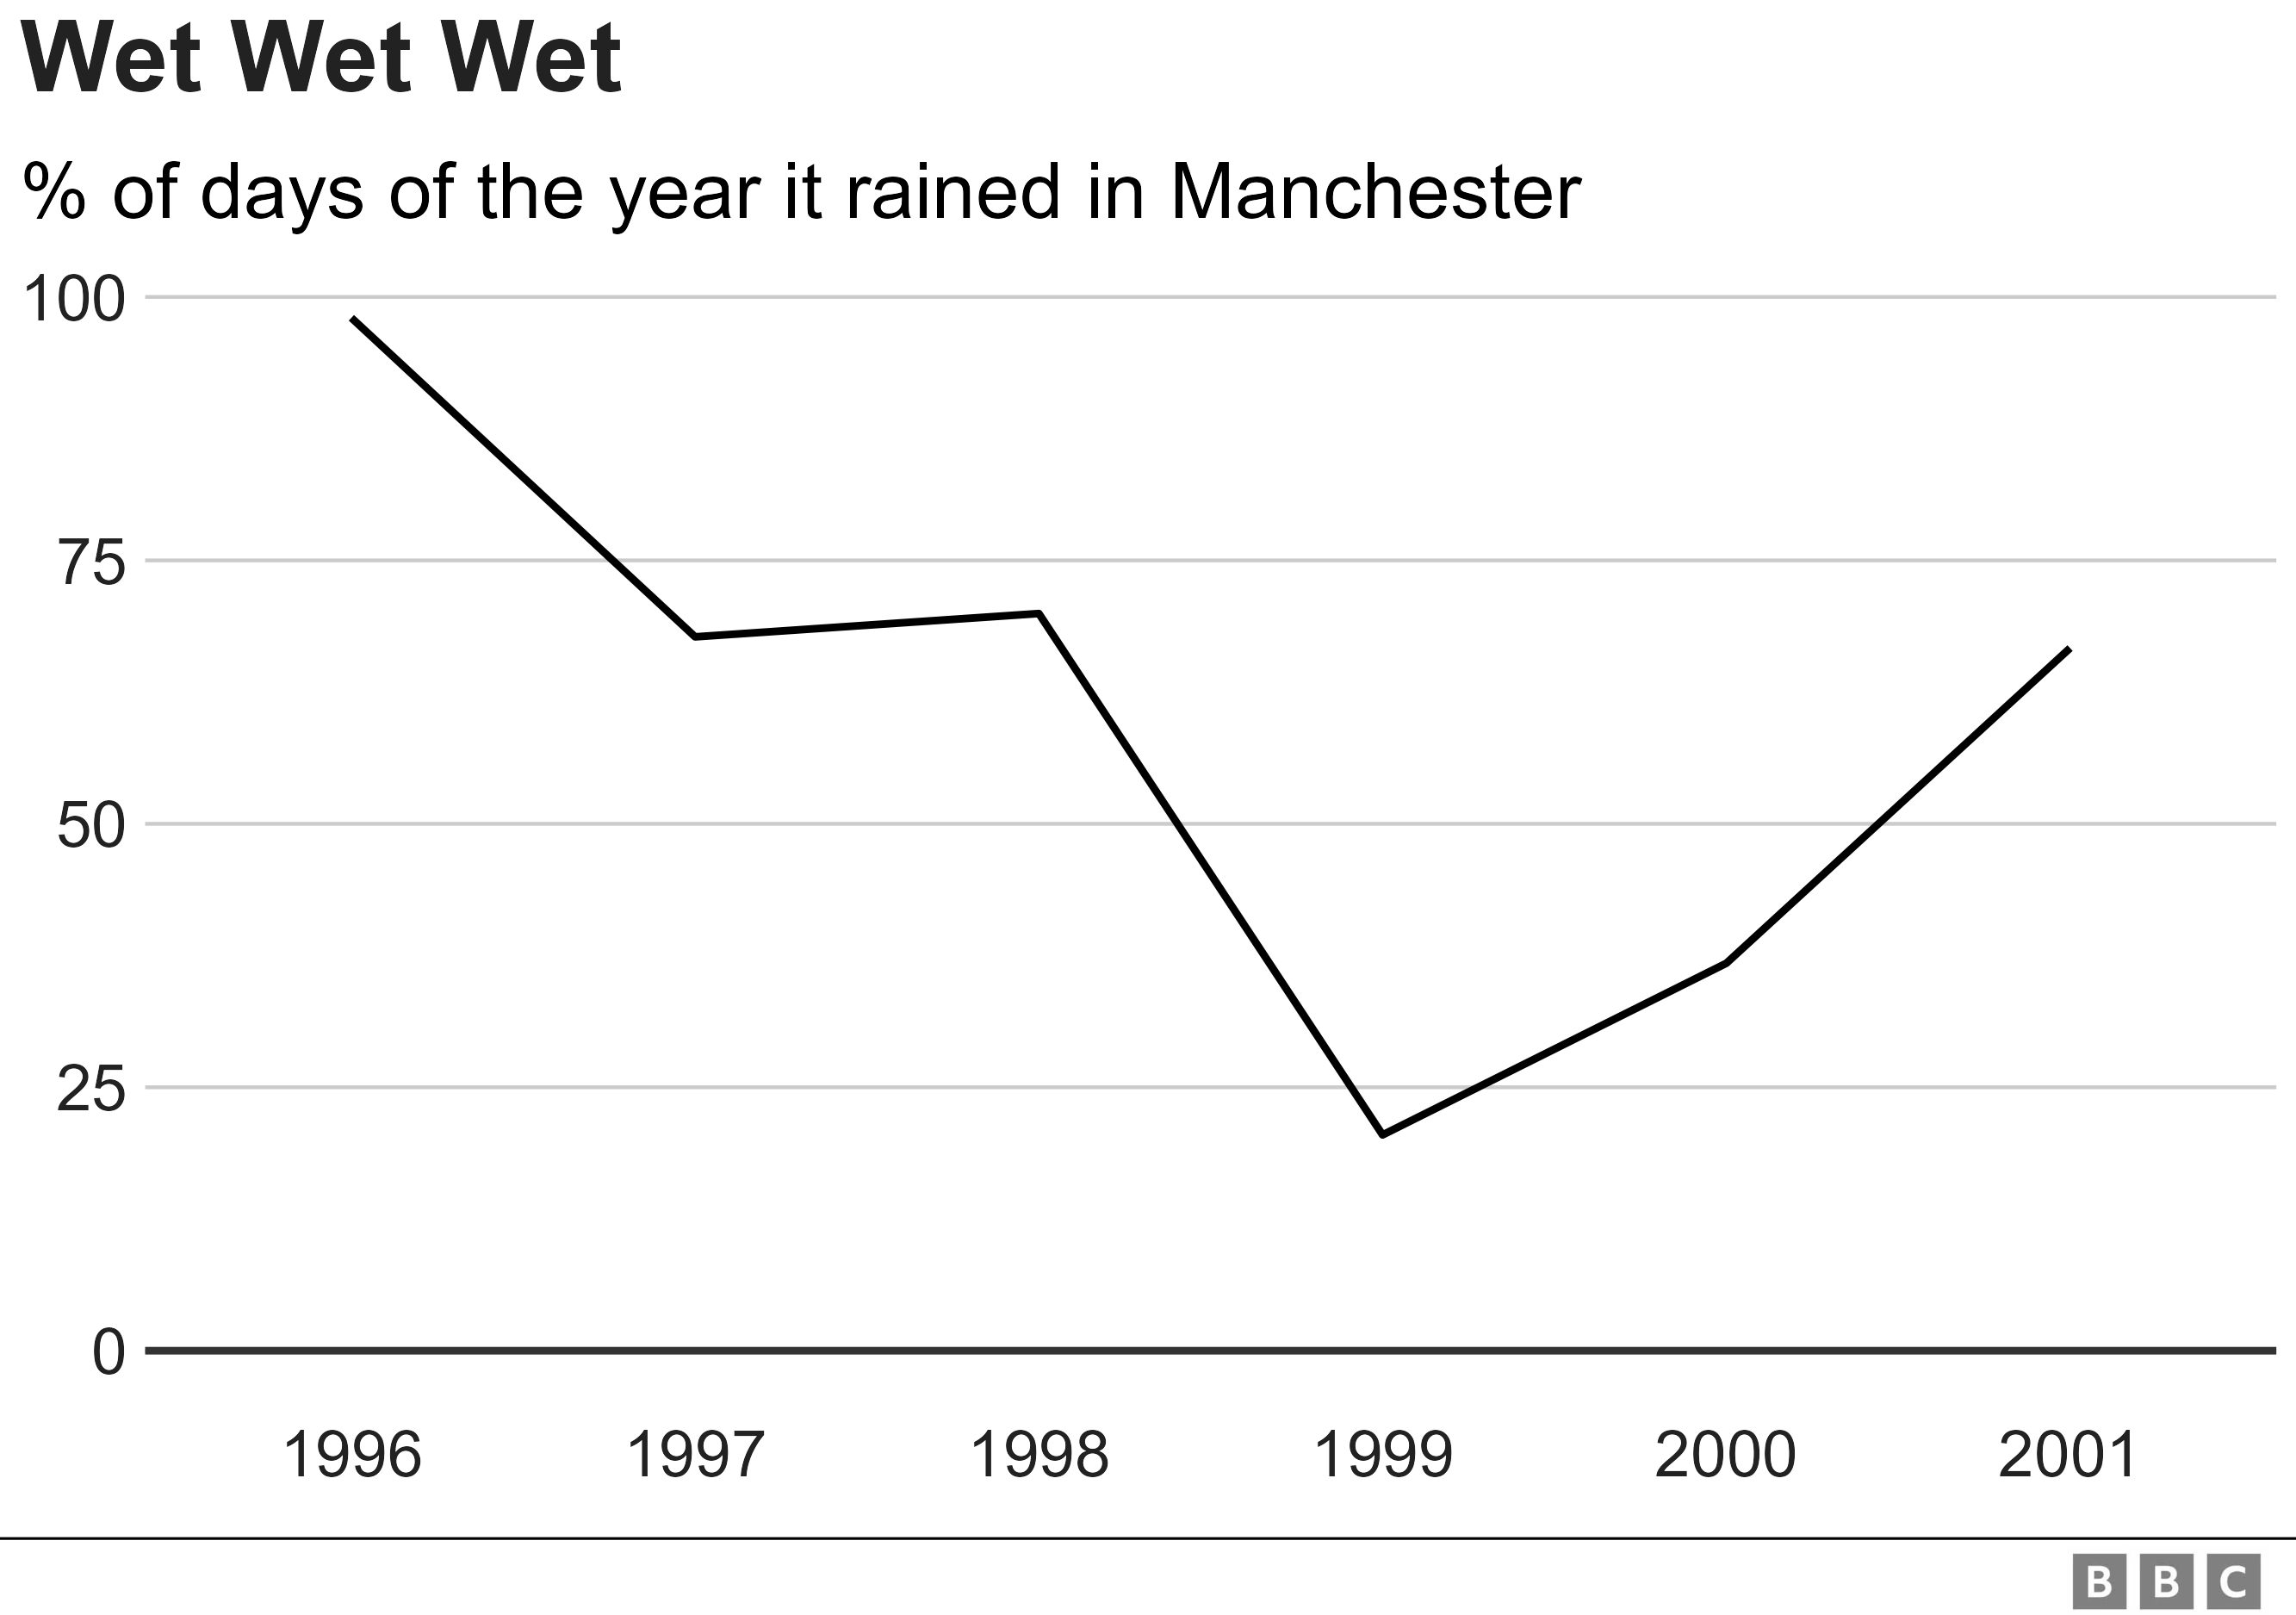 Wet Wet Wet
% of days of the year it rained in Manchester
100
75
50
25
0
1996 1997 1998 1999 2000 2001
BBC